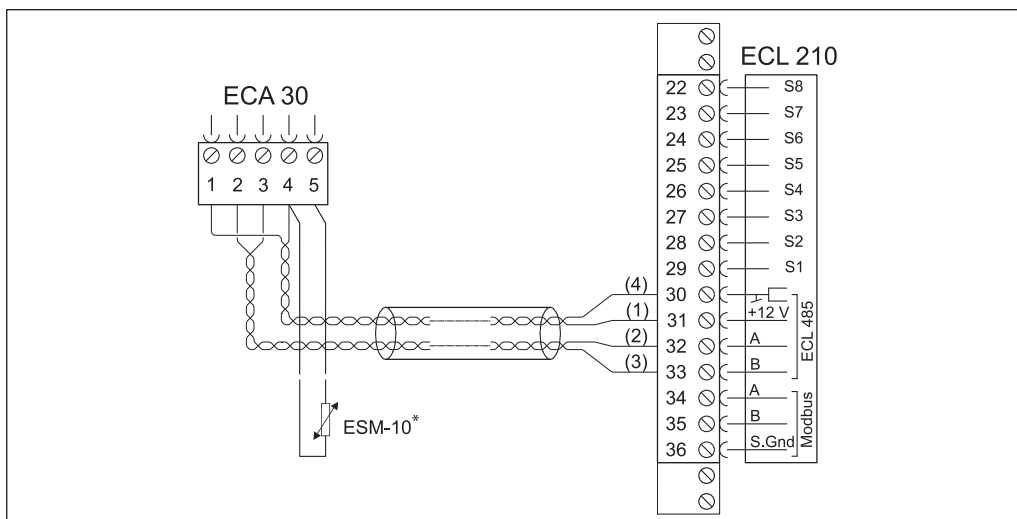 ECL 210
ECA 30
1 2 3 4 5
22 S8
23 S7
24 S6
25 S5
26 S4
27 S3
28 S2
29 S1
(4) 30
(1) 31 +12 V
(2) 32 A
(3) 33 B
ECL 485
34 A
35 B
36 S.Gnd
Modbus
ESM-10*